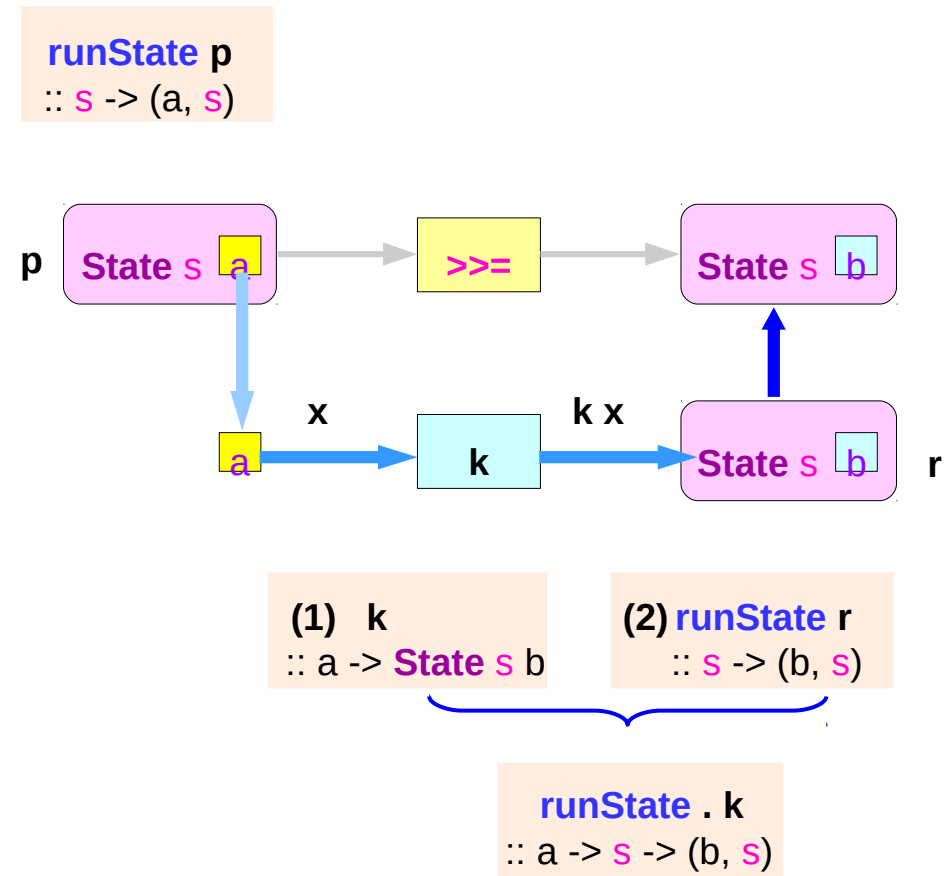 runState p
:: s -> (a, s)
p State s a >>= State s b
x k x
a k State s b r
(1) k (2) runState r
:: a -> State s b :: s -> (b, s)
runState . k
:: a -> s -> (b, s)